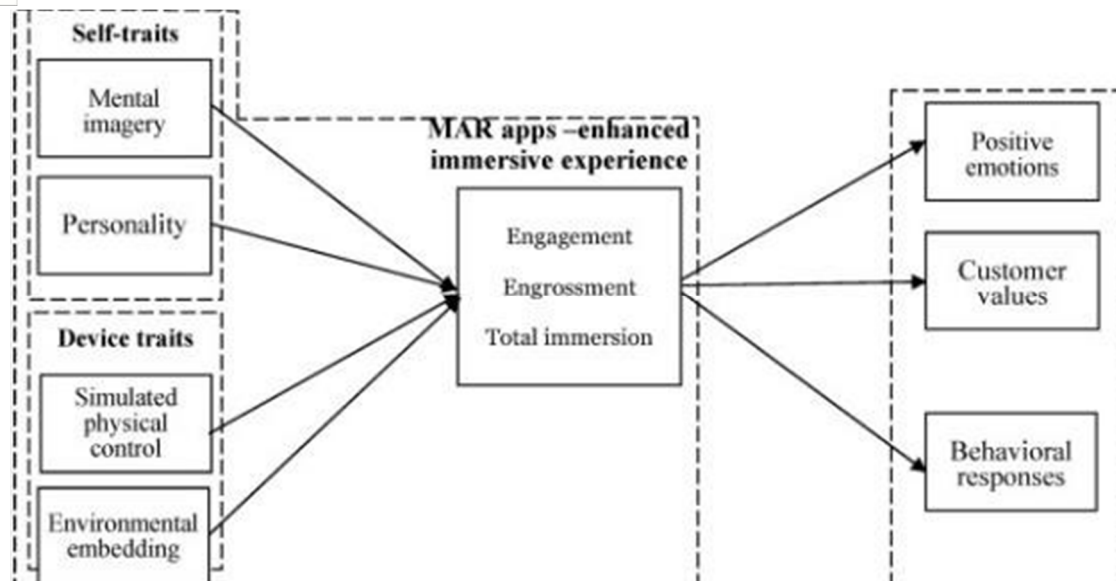 Self-traits
Mental
imagery
Personality
Device traits
Simulated
physical
control
Environmental
embedding
MAR apps –enhanced
immersive experience
Engagement
Engrossment
Total immersion
Positive
emotions
Customer
values
Behavioral
responses